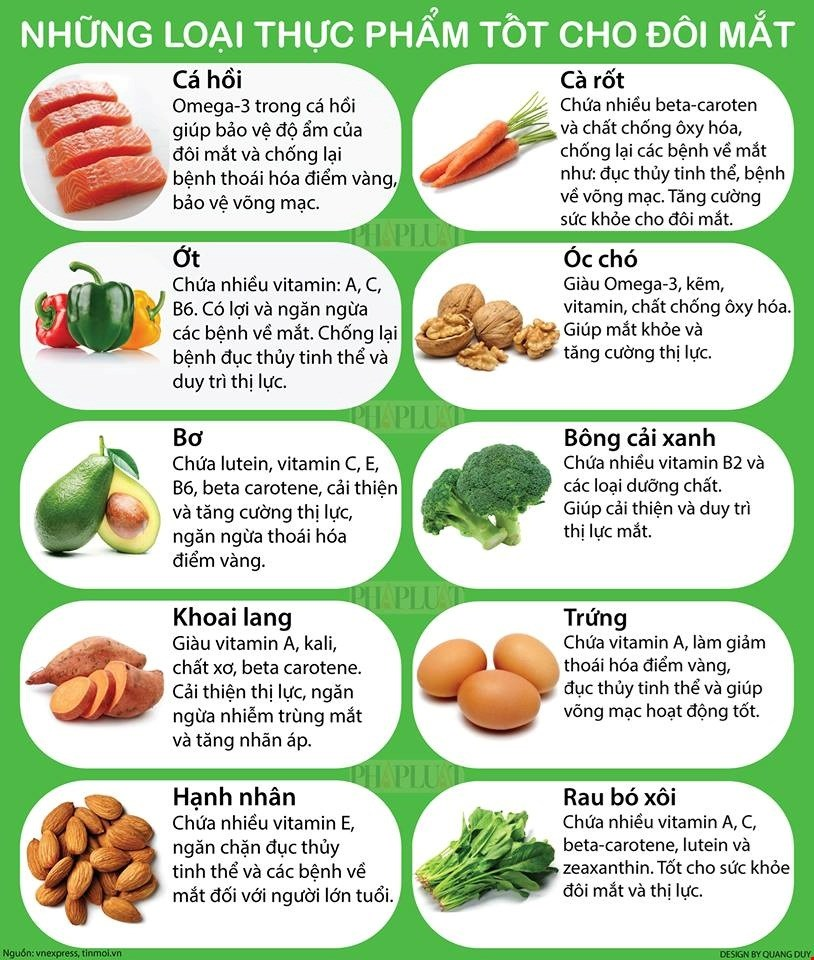 NHỮNG LOẠI THỰC PHẨM TỐT CHO ĐÔI MẮT
Cá hồi
Omega-3 trong cá hồi
giúp bảo vệ độ ẩm của
đôi mắt và chống lại
bệnh thoái hóa điểm vàng,
bảo vệ võng mạc.
Cà rốt
Chứa nhiều beta-caroten
và chất chống ôxy hóa,
chống lại các bệnh về mắt
như: đục thủy tinh thể, bệnh
về võng mạc. Tăng cường
sức khỏe cho đôi mắt.
PHÁPLUẬT
Ớt
Chứa nhiều vitamin: A, C,
B6. Có lợi và ngăn ngừa
các bệnh về mắt. Chống lại
bệnh đục thủy tinh thể và
duy trì thị lực.
Óc chó
Giàu Omega-3, kẽm,
vitamin, chất chống ôxy hóa.
Giúp mắt khỏe và
tăng cường thị lực.
PHÁPLUẬT
Bơ
Chứa lutein, vitamin C, E,
B6, beta carotene, cải thiện
và tăng cường thị lực,
ngăn ngừa thoái hóa
điểm vàng.
Bông cải xanh
Chứa nhiều vitamin B2 và
các loại dưỡng chất.
Giúp cải thiện và duy trì
thị lực mắt.
PHÁPLUẬT
Khoai lang
Giàu vitamin A, kali,
chất xơ, beta carotene.
Cải thiện thị lực, ngăn
ngừa nhiễm trùng mắt
và tăng nhãn áp.
Trứng
Chứa vitamin A, làm giảm
thoái hóa điểm vàng,
đục thủy tinh thể và giúp
võng mạc hoạt động tốt.
PHÁPLUẬT
Hạnh nhân
Chứa nhiều vitamin E,
ngăn chặn đục thủy
tinh thể và các bệnh về
mắt đối với người lớn tuổi.
Rau bó xôi
Chứa nhiều vitamin A, C,
beta-carotene, lutein và
zeaxanthin. Tốt cho sức khỏe
đôi mắt và thị lực.
Nguồn: vnexpress, tinmoi.vn
DESIGN BY QUANG DUY